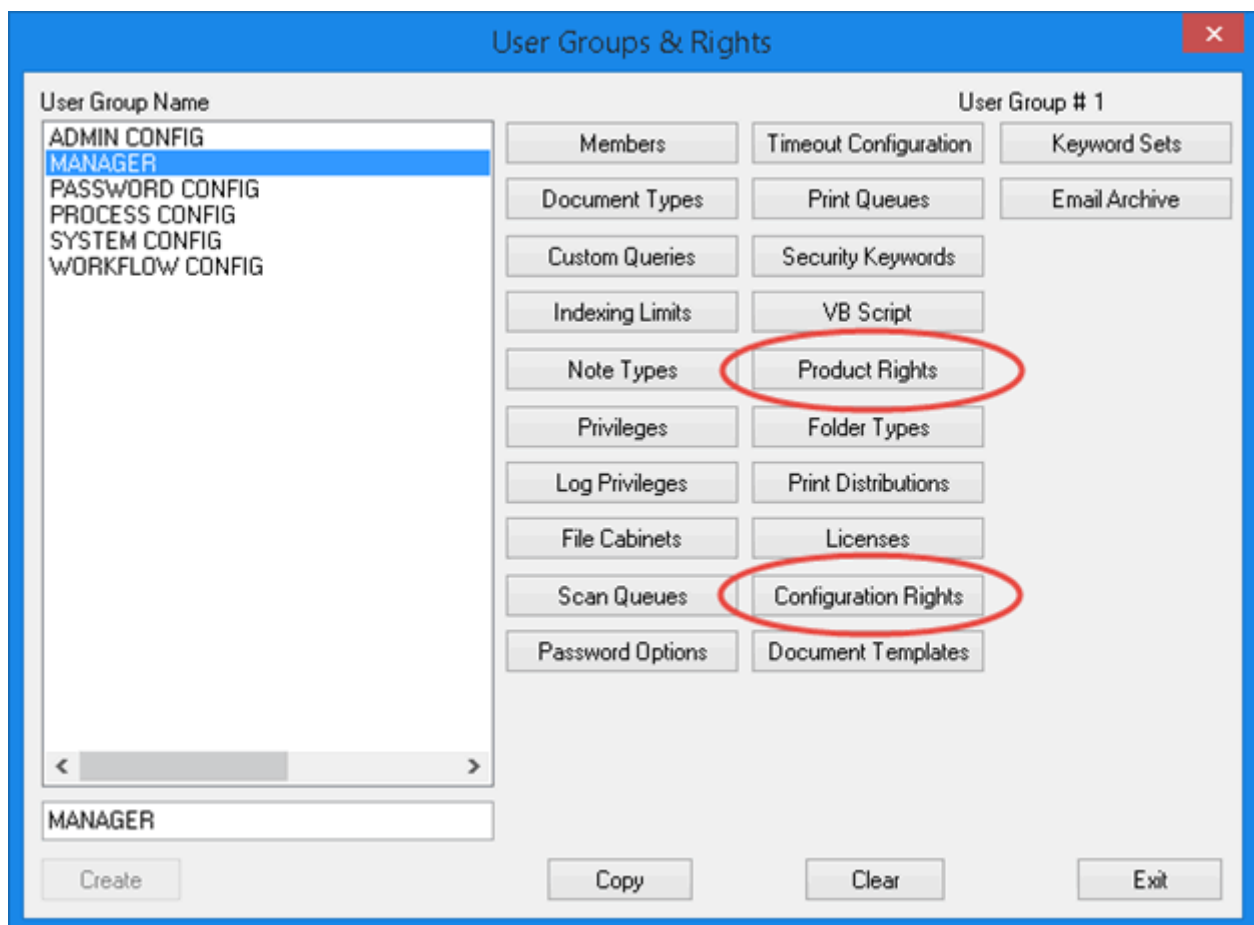 User Groups & Rights
User Group Name
User Group # 1
ADMIN CONFIG
MANAGER
PASSWORD CONFIG
PROCESS CONFIG
SYSTEM CONFIG
WORKFLOW CONFIG
Members
Timeout Configuration
Keyword Sets
Document Types
Print Queues
Email Archive
Custom Queries
Security Keywords
Indexing Limits
VB Script
Note Types
Product Rights
Privileges
Folder Types
Log Privileges
Print Distributions
File Cabinets
Licenses
Scan Queues
Configuration Rights
Password Options
Document Templates
MANAGER
Create
Copy
Clear
Exit